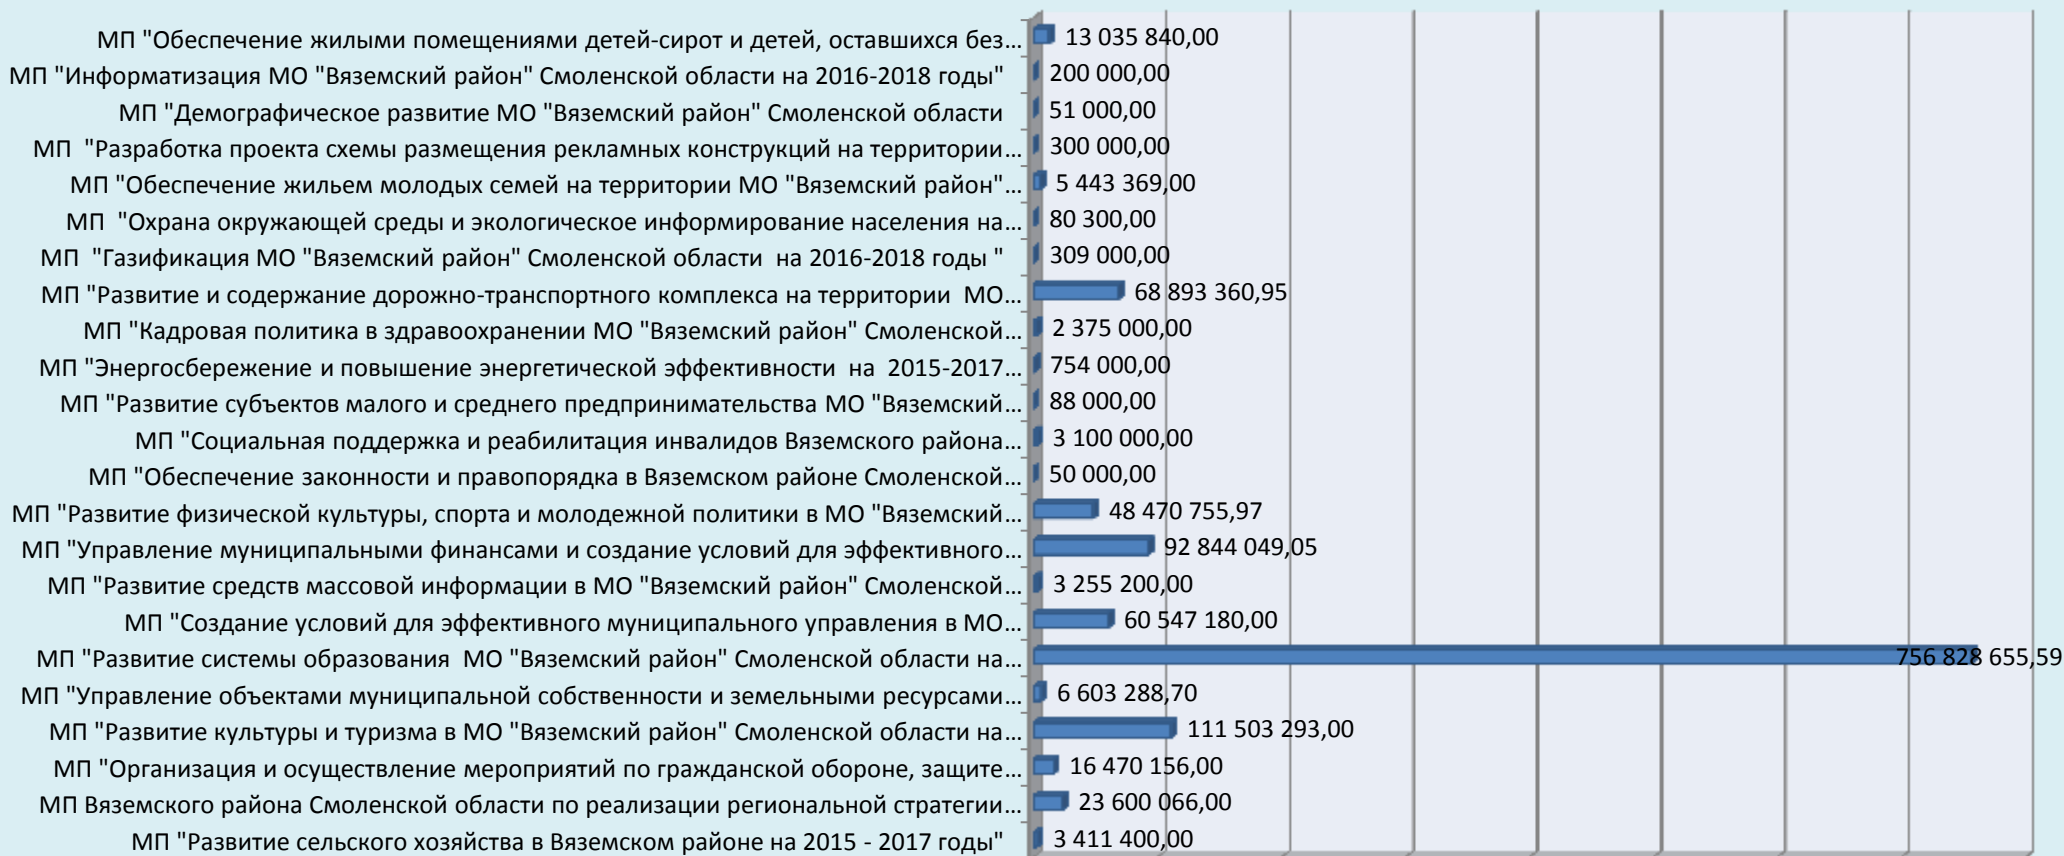 МП "Обеспечение жилыми помещениями детей-сирот и детей, оставшихся без… 13 035 840,00
МП "Информатизация МО "Вяземский район" Смоленской области на 2016-2018 годы" 200 000,00
МП "Демографическое развитие МО "Вяземский район" Смоленской области 51 000,00
МП "Разработка проекта схемы размещения рекламных конструкций на территории… 300 000,00
МП "Обеспечение жильем молодых семей на территории МО "Вяземский район"… 5 443 369,00
МП "Охрана окружающей среды и экологическое информирование населения на… 80 300,00
МП "Газификация МО "Вяземский район" Смоленской области на 2016-2018 годы " 309 000,00
МП "Развитие и содержание дорожно-транспортного комплекса на территории МО… 68 893 360,95
МП "Кадровая политика в здравоохранении МО "Вяземский район" Смоленской… 2 375 000,00
МП "Энергосбережение и повышение энергетической эффективности на 2015-2017… 754 000,00
МП "Развитие субъектов малого и среднего предпринимательства МО "Вяземский… 88 000,00
МП "Социальная поддержка и реабилитация инвалидов Вяземского района… 3 100 000,00
МП "Обеспечение законности и правопорядка в Вяземском районе Смоленской… 50 000,00
МП "Развитие физической культуры, спорта и молодежной политики в МО "Вяземский… 48 470 755,97
МП "Управление муниципальными финансами и создание условий для эффективного… 92 844 049,05
МП "Развитие средств массовой информации в МО "Вяземский район" Смоленской… 3 255 200,00
МП "Создание условий для эффективного муниципального управления в МО… 60 547 180,00
МП "Развитие системы образования МО "Вяземский район" Смоленской области на… 756 828 655,59
МП "Управление объектами муниципальной собственности и земельными ресурсами… 6 603 288,70
МП "Развитие культуры и туризма в МО "Вяземский район" Смоленской области на… 111 503 293,00
МП "Организация и осуществление мероприятий по гражданской обороне, защите… 16 470 156,00
МП Вяземского района Смоленской области по реализации региональной стратегии… 23 600 066,00
МП "Развитие сельского хозяйства в Вяземском районе на 2015 - 2017 годы" 3 411 400,00